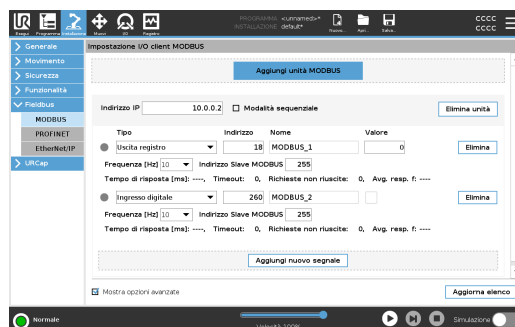 PROGRAMMA <unnamed>*
INSTALLAZIONE default*
Esegui Programma Installazione Muovi I/O Registro Nuovo... Apri... Salva...
cccc
cccc
Generale
Movimento
Sicurezza
Funzionalità
Fieldbus
MODBUS
PROFINET
EtherNet/IP
URCap
Impostazione I/O client MODBUS
Aggiungi unità MODBUS
Indirizzo IP 10.0.0.2 Modalità sequenziale Elimina unità
Tipo Indirizzo Nome Valore
Uscita registro 18 MODBUS_1 0 Elimina
Frequenza [Hz] 10 Indirizzo Slave MODBUS 255
Tempo di risposta [ms]: ----, Timeout: 0, Richieste non riuscite: 0, Avg. resp. f: ----
Ingresso digitale 260 MODBUS_2 Elimina
Frequenza [Hz] 10 Indirizzo Slave MODBUS 255
Tempo di risposta [ms]: ----, Timeout: 0, Richieste non riuscite: 0, Avg. resp. f: ----
Aggiungi nuovo segnale
Mostra opzioni avanzate Aggiorna elenco
Normale Velocità 100% Simulazione